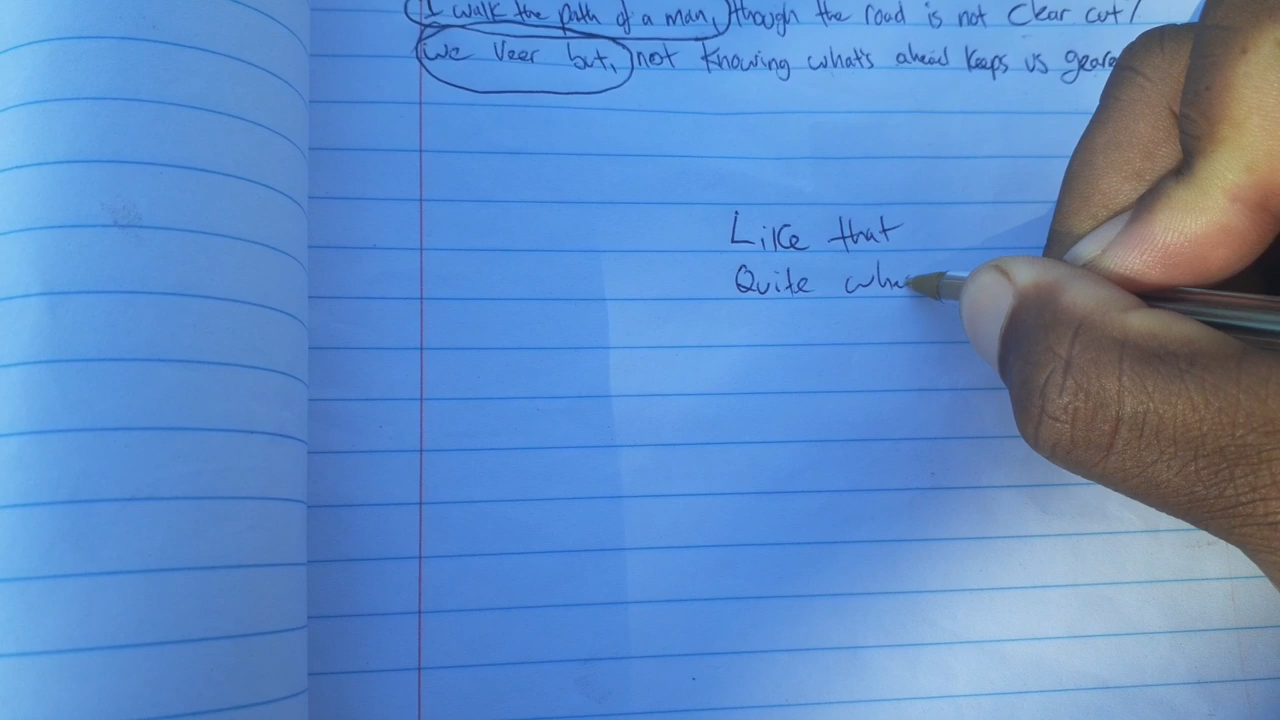 I walk the path of a man, though the road is not clear cut/
we veer but, not knowing what's ahead keeps us geare
Like that
Quite wha